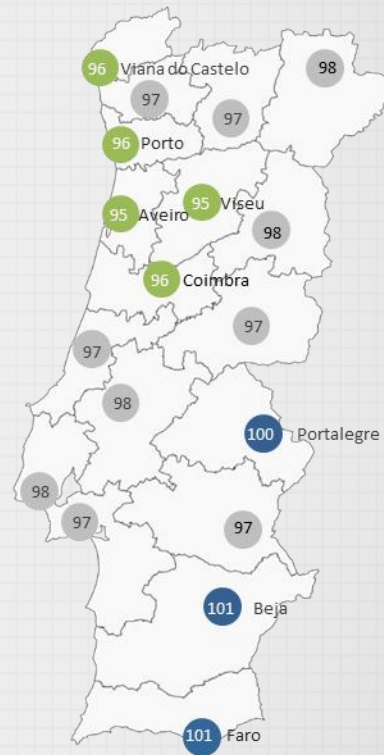 98
96 Viana do Castelo
97
97
96 Porto
95 Viseu
95 Aveiro
98
96 Coimbra
97
97
98
100 Portalegre
98
97
97
101 Beja
101 Faro